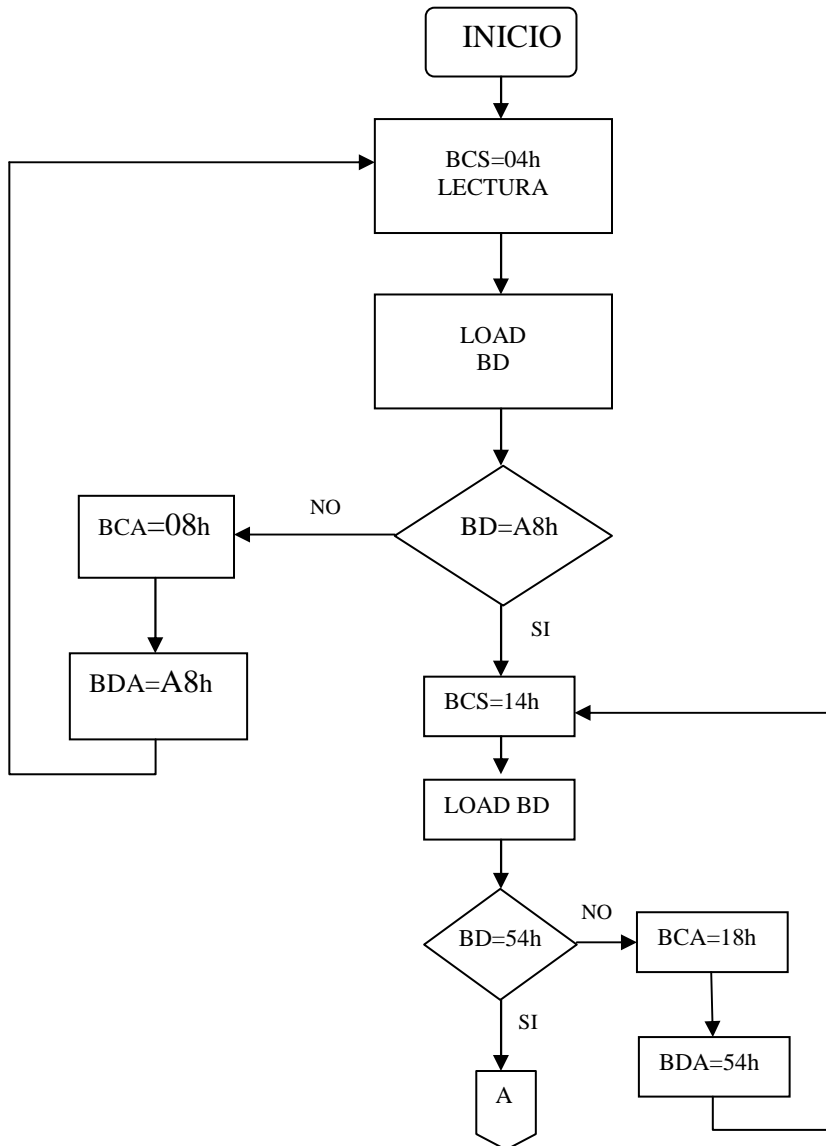 INICIO
BCS=04h
LECTURA
LOAD
BD
BD=A8h
NO
BCA=08h
BDA=A8h
SI
BCS=14h
LOAD BD
BD=54h
NO
BCA=18h
BDA=54h
SI
A